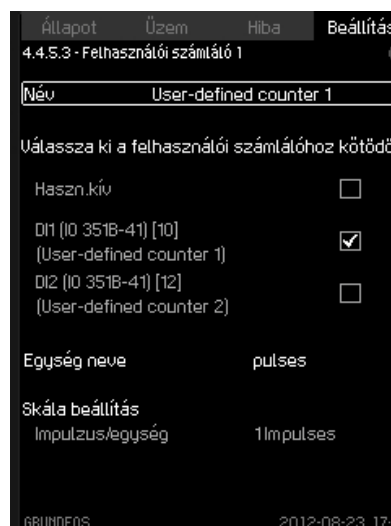 Állapot Üzem Hiba Beállítás
4.4.5.3 - Felhasználói számláló 1
Név User-defined counter 1
Válassza ki a felhasználói számlálóhoz kötődő
Haszn.kív
DI1 (IO 351B-41) [10]
(User-defined counter 1)
DI2 (IO 351B-41) [12]
(User-defined counter 2)
Egység neve pulses
Skála beállítás
Impulzus/egység 1Impulses
GRUNDFOS 2012-08-23 17